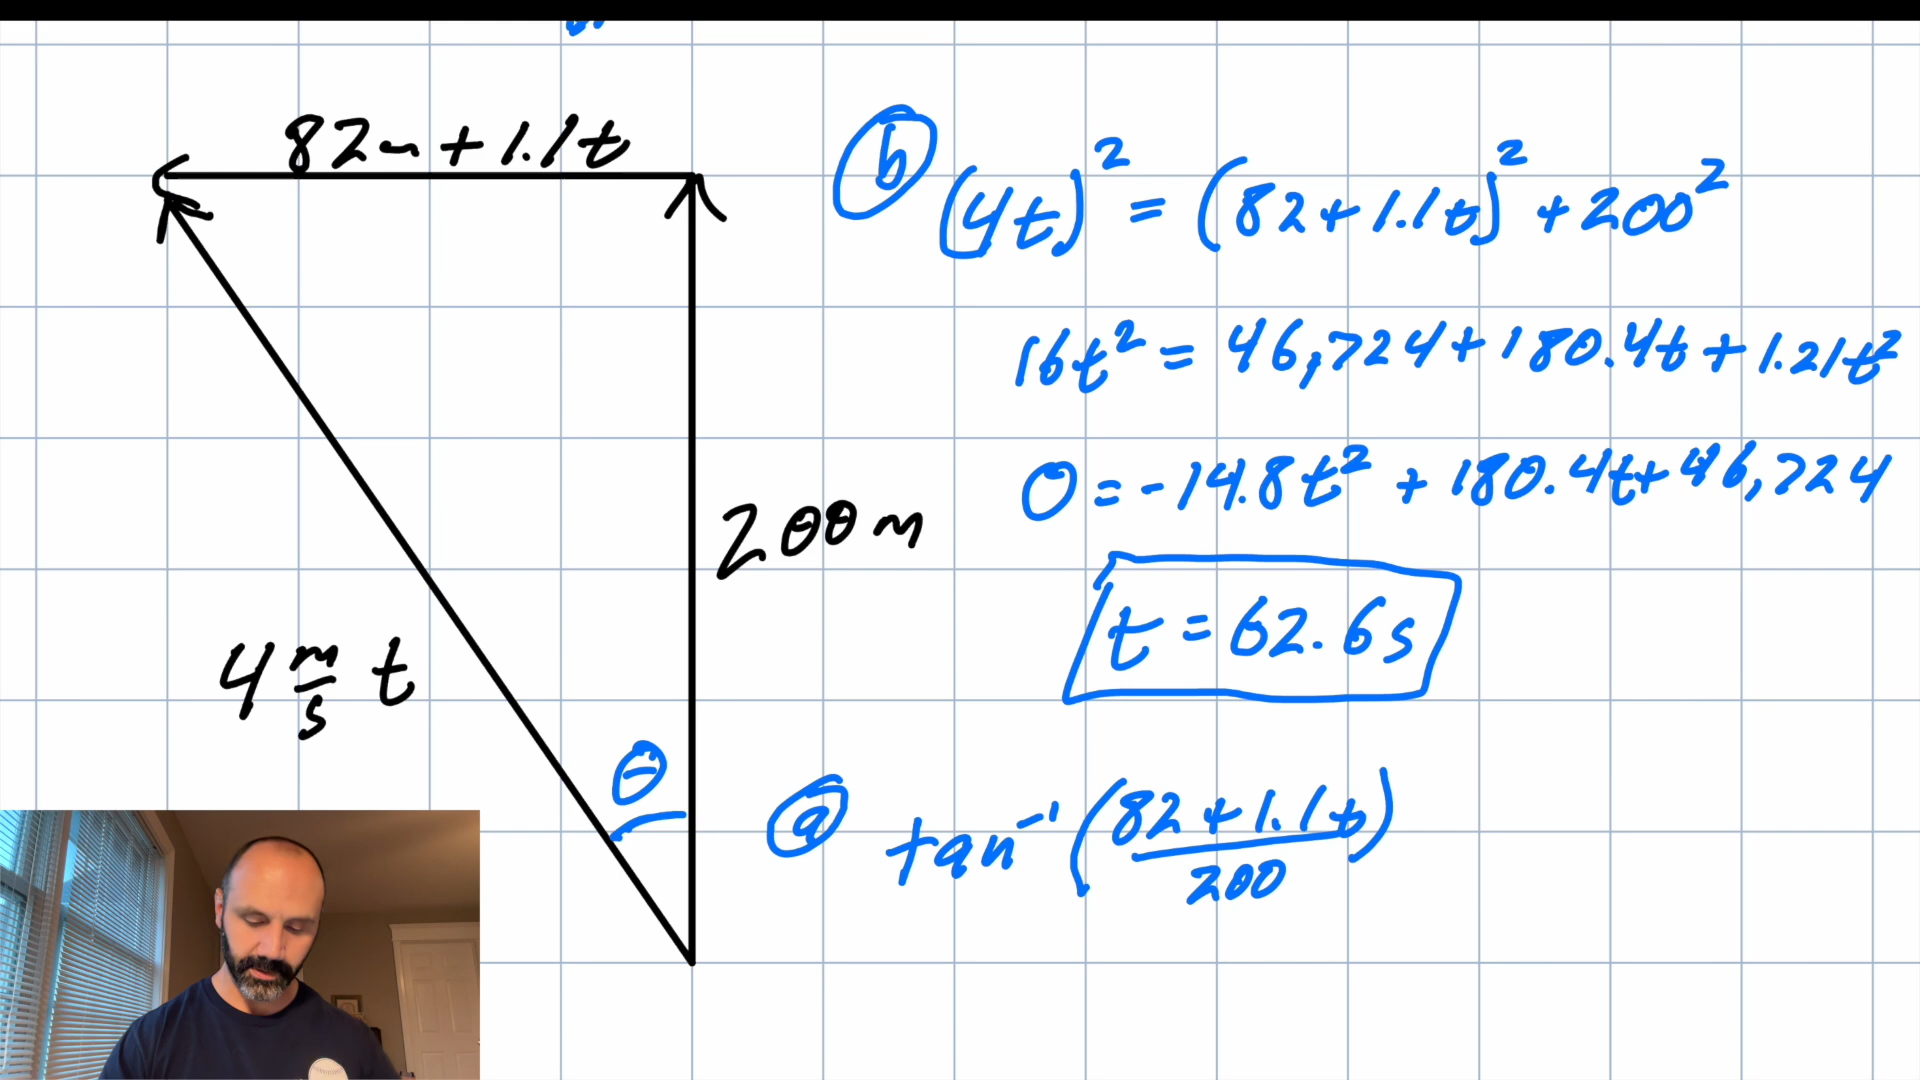 82m + 1.1t
200m
4 m/s t
θ
ⓑ (4t)² = (82 + 1.1t)² + 200²
16t² = 46,724 + 180.4t + 1.21t²
0 = -14.8t² + 180.4t + 46,724
t = 62.6s
ⓐ tan⁻¹ (82 + 1.1t / 200)